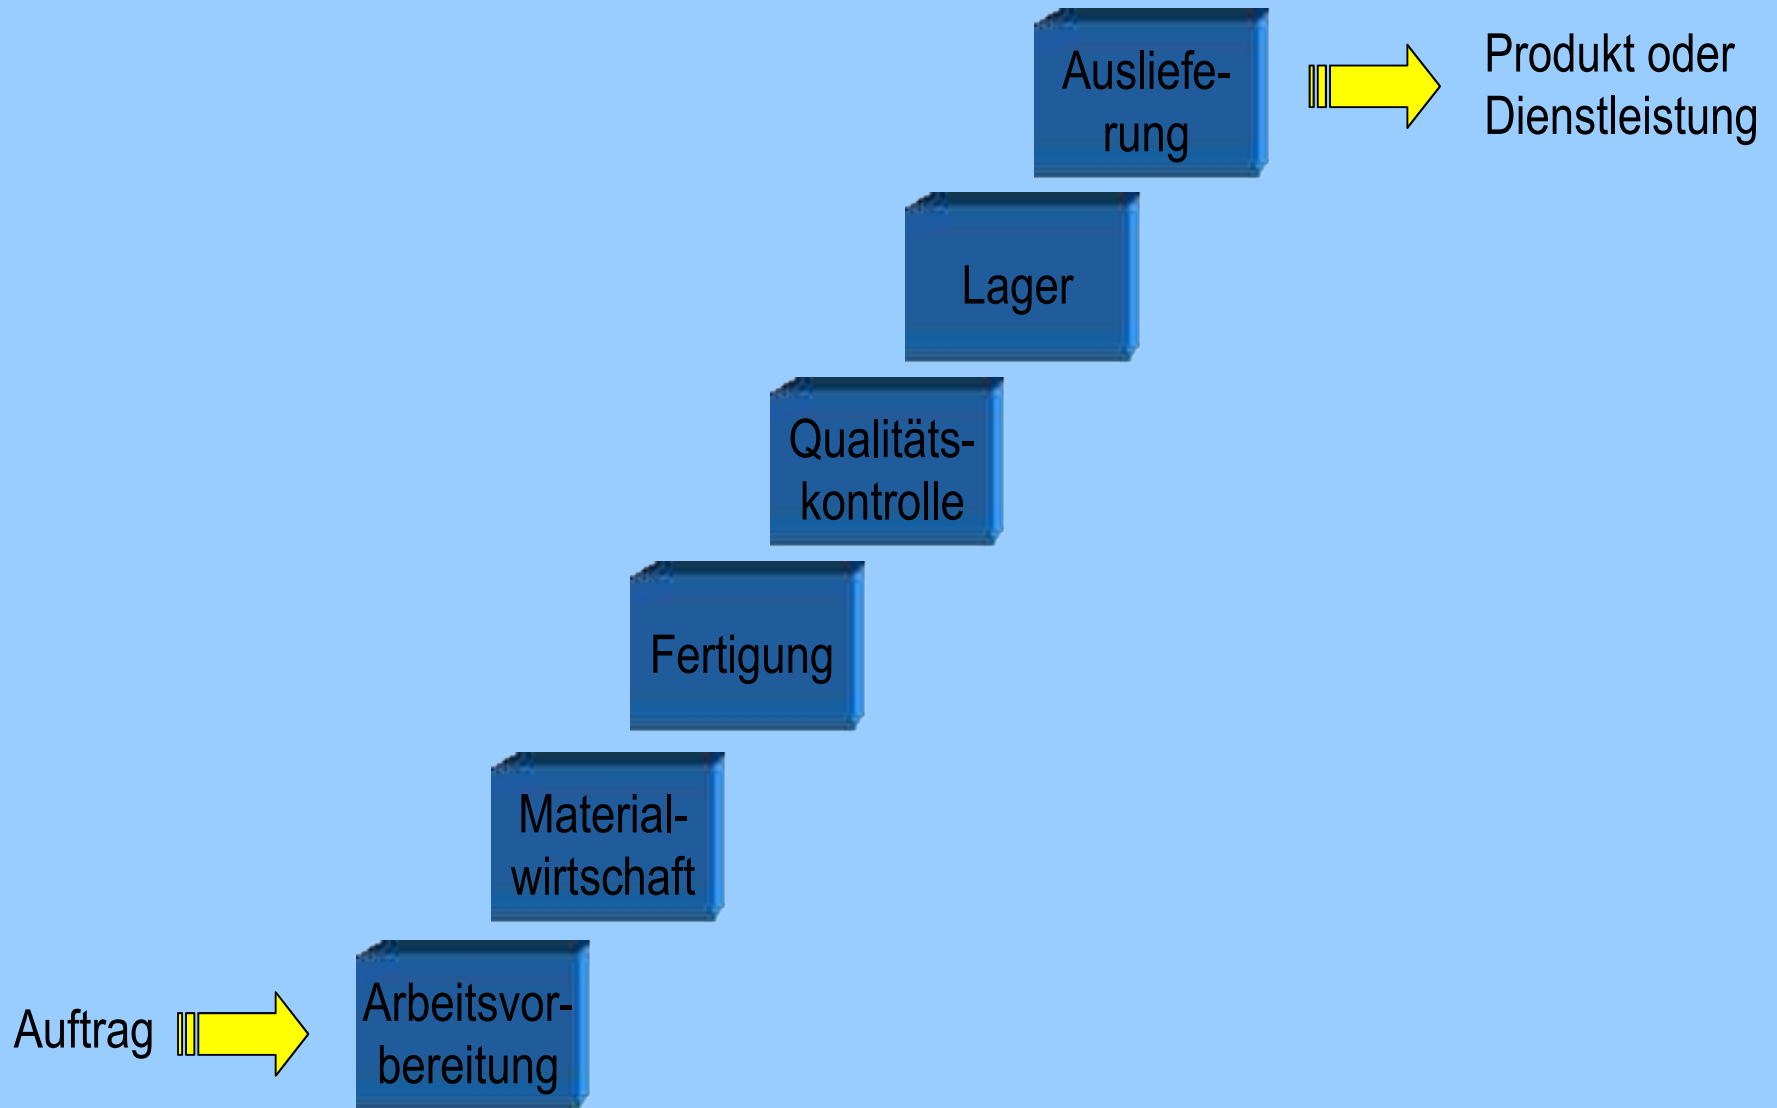 Ausliefe-
rung
Produkt oder
Dienstleistung
Lager
Qualitäts-
kontrolle
Fertigung
Material-
wirtschaft
Auftrag
Arbeitsvor-
bereitung